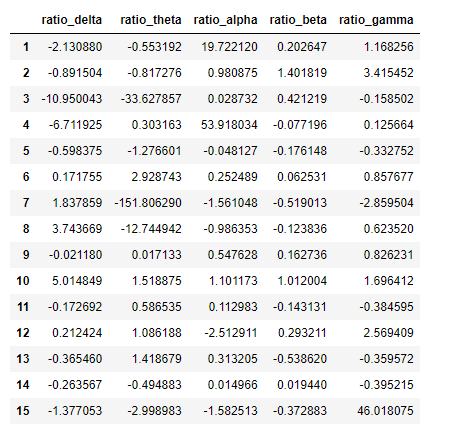 ratio_delta ratio_theta ratio_alpha ratio_beta ratio_gamma
1 -2.130880 -0.553192 19.722120 0.202647 1.168256
2 -0.891504 -0.817276 0.980875 1.401819 3.415452
3 -10.950043 -33.627857 0.028732 0.421219 -0.158502
4 -6.711925 0.303163 53.918034 -0.077196 0.125664
5 -0.598375 -1.276601 -0.048127 -0.176148 -0.332752
6 0.171755 2.928743 0.252489 0.062531 0.857677
7 1.837859 -151.806290 -1.561048 -0.519013 -2.859504
8 3.743669 -12.744942 -0.986353 -0.123836 0.623520
9 -0.021180 0.017133 0.547628 0.162736 0.826231
10 5.014849 1.518875 1.101173 1.012004 1.696412
11 -0.172692 0.586535 0.112983 -0.143131 -0.384595
12 0.212424 1.086188 -2.512911 0.293211 2.569409
13 -0.365460 1.418679 0.313205 -0.538620 -0.359572
14 -0.263567 -0.494883 0.014966 0.019440 -0.395215
15 -1.377053 -2.998983 -1.582513 -0.372883 46.018075